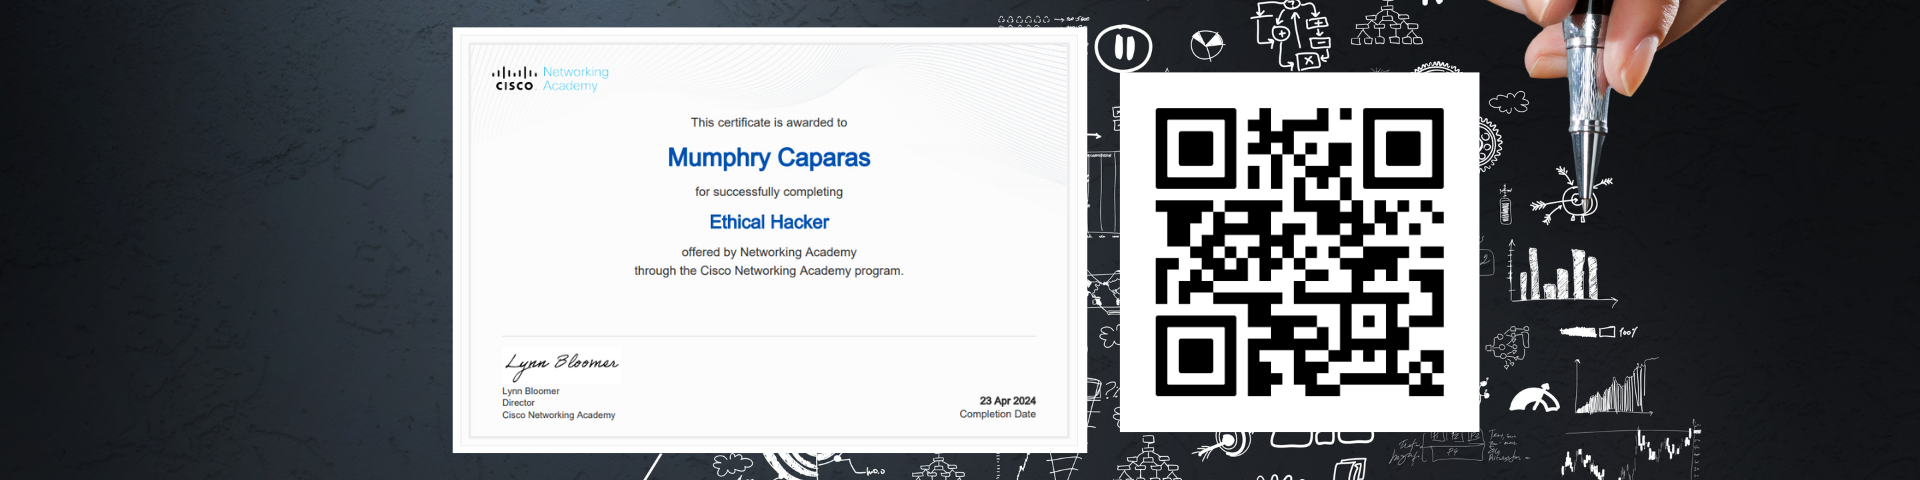 cisco Networking
Academy
This certificate is awarded to
Mumphry Caparas
for successfully completing
Ethical Hacker
offered by Networking Academy
through the Cisco Networking Academy program.
Lynn Bloomer
Lynn Bloomer
Director
Cisco Networking Academy
23 Apr 2024
Completion Date
100%